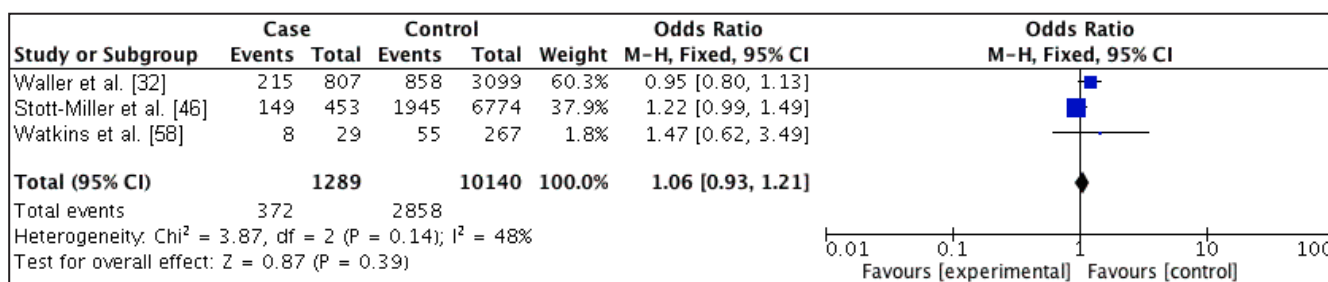 Case Control Odds Ratio Odds Ratio
Study or Subgroup Events Total Events Total Weight M-H, Fixed, 95% CI M-H, Fixed, 95% CI
Waller et al. [32] 215 807 858 3099 60.3% 0.95 [0.80, 1.13]
Stott-Miller et al. [46] 149 453 1945 6774 37.9% 1.22 [0.99, 1.49]
Watkins et al. [58] 8 29 55 267 1.8% 1.47 [0.62, 3.49]
Total (95% CI) 1289 10140 100.0% 1.06 [0.93, 1.21]
Total events 372 2858
Heterogeneity: Chi² = 3.87, df = 2 (P = 0.14); I² = 48%
Test for overall effect: Z = 0.87 (P = 0.39)
0.01 0.1 1 10 100
Favours [experimental] Favours [control]